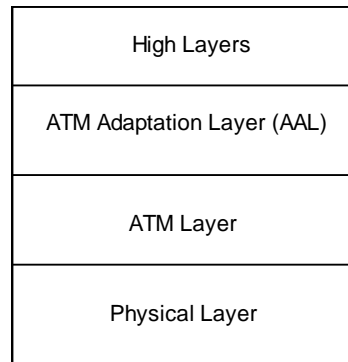 High Layers
ATM Adaptation Layer (AAL)
ATM Layer
Physical Layer